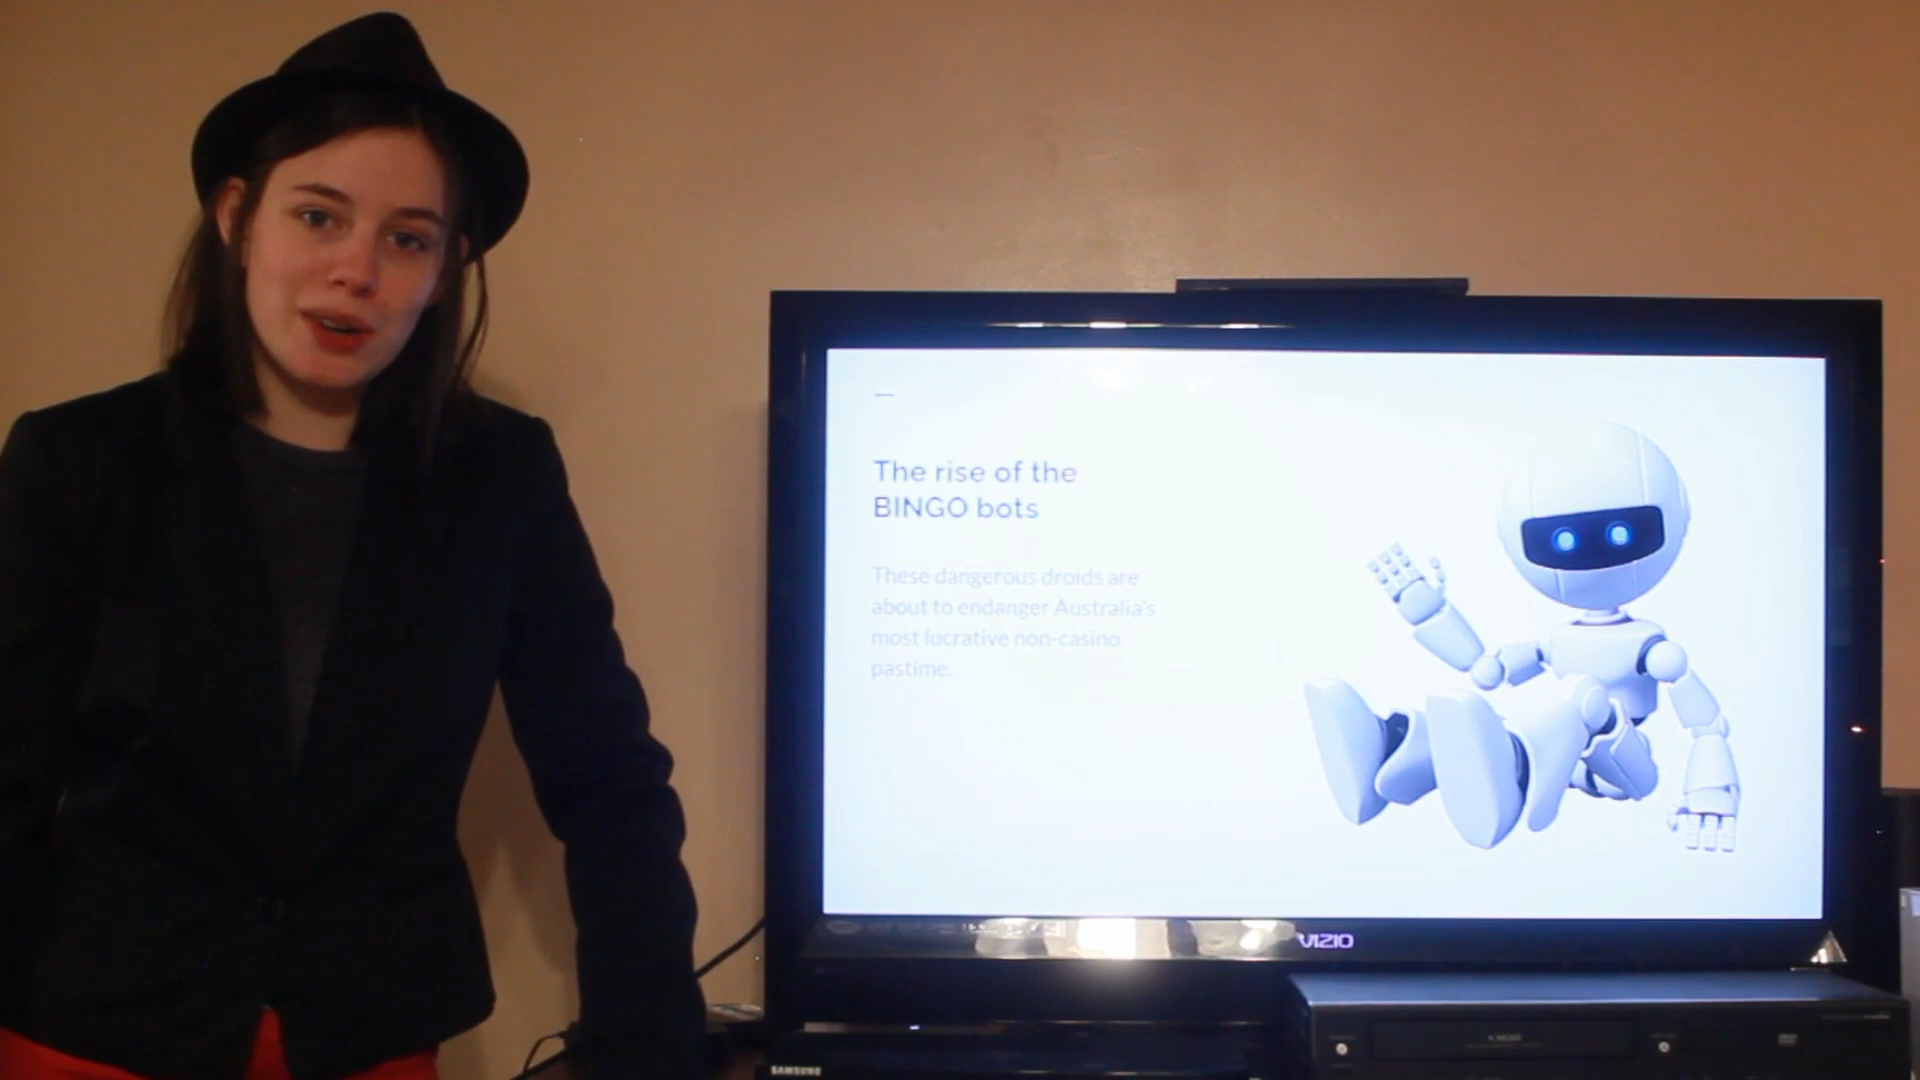 The rise of the
BINGO bots
These dangerous droids are
about to endanger Australia's
most lucrative non-casino
pastime.
VIZIO
SAMSUNG